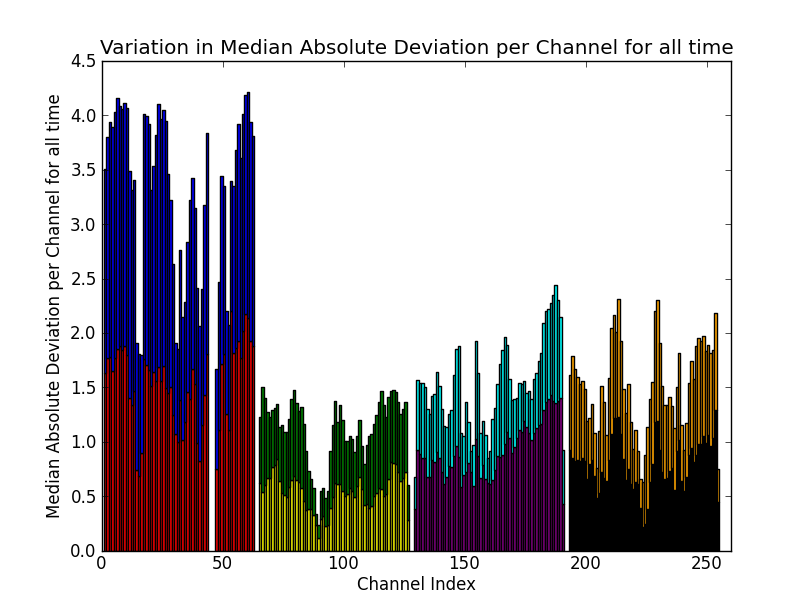 Variation in Median Absolute Deviation per Channel for all time
Median Absolute Deviation per Channel for all time
4.5
4.0
3.5
3.0
2.5
2.0
1.5
1.0
0.5
0.0
0 50 100 150 200 250
Channel Index